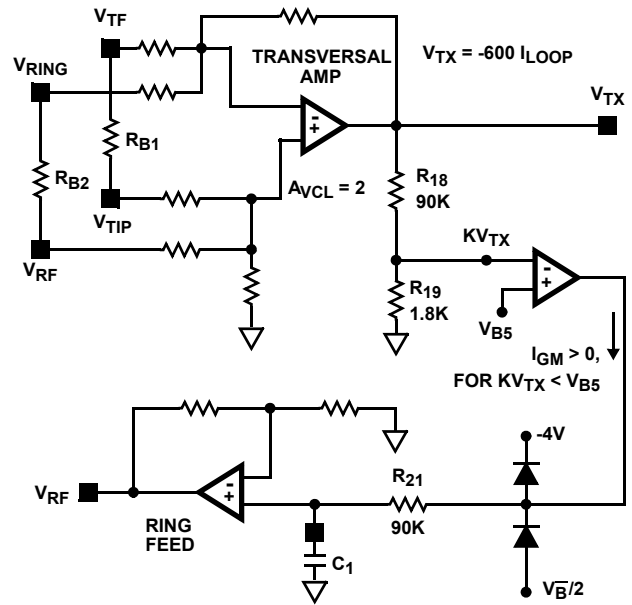 V_TF
TRANSVERSAL
AMP
V_TX = -600 I_LOOP
V_RING
V_TX
-
+
R_B1
R_B2
A_VCL = 2
R_18
90K
V_TIP
KV_TX
V_RF
R_19
1.8K
-
+
V_B5
I_GM > 0,
FOR KV_TX < V_B5
-4V
R_21
90K
V_RF
-
+
RING
FEED
C_1
V_B̅/2